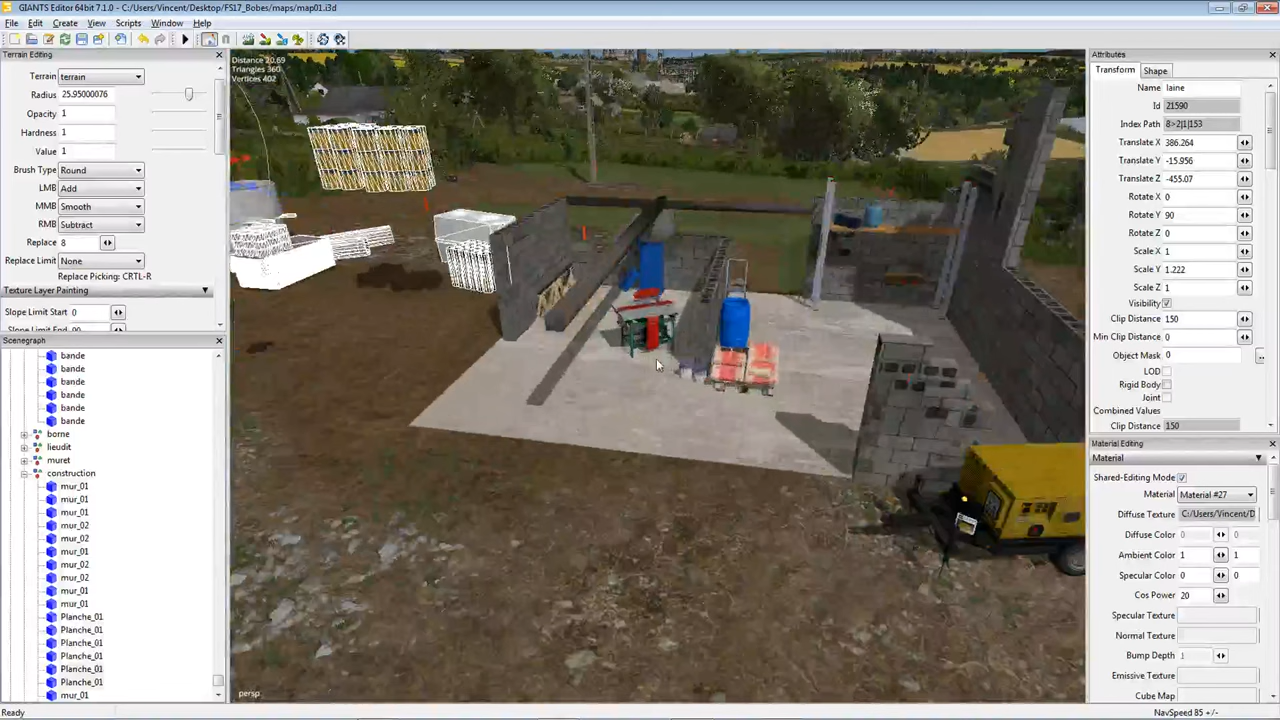 GIANTS Editor 64bit 7.1.0 - C:/Users/Vincent/Desktop/FS17_Bobes/maps/map01.i3d
File Edit Create View Scripts Window Help
Terrain Editing
Terrain terrain
Radius 25.95000076
Opacity 1
Hardness 1
Value 1
Brush Type Round
LMB Add
MMB Smooth
RMB Subtract
Replace 8
Replace Limit None
Replace Picking: CRTL-R
Texture Layer Painting
Slope Limit Start 0
Slope Limit End 90
Scenegraph
bande
bande
bande
bande
bande
bande
borne
lieudit
muret
construction
mur_01
mur_01
mur_01
mur_02
mur_02
mur_01
mur_02
mur_02
mur_01
mur_01
Planche_01
Planche_01
Planche_01
Planche_01
Planche_01
Planche_01
mur_01
Distance 20.69
Triangles 360
Vertices 402
persp
Attributes
Transform Shape
Name laine
Id 21590
Index Path 8>2|1|153
Translate X 386.264
Translate Y -15.956
Translate Z -455.07
Rotate X 0
Rotate Y 90
Rotate Z 0
Scale X 1
Scale Y 1.222
Scale Z 1
Visibility
Clip Distance 150
Min Clip Distance 0
Object Mask 0 ..
LOD
Rigid Body
Joint
Combined Values
Clip Distance 150
Material Editing
Material
Shared-Editing Mode
Material Material #27
Diffuse Texture C:/Users/Vincent/D
Diffuse Color 0 0
Ambient Color 1 1
Specular Color 0 0
Cos Power 20
Specular Texture
Normal Texture
Bump Depth 1
Emissive Texture
Cube Map
Ready
NavSpeed 85 +/-